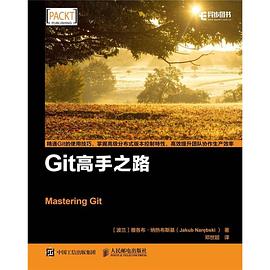 PACKT
PUBLISHING
异步图书
精通Git的使用技巧，掌握高级分布式版本控制特性，高效提升团队协作生产效率
Git高手之路
Mastering Git
[ 波兰 ] 雅各布·纳热布斯基（Jakub Narębski） 著
邓世超 译
中国工信出版集团
人民邮电出版社